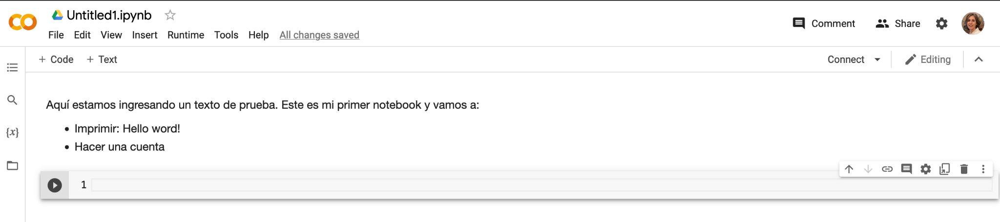 Untitled1.ipynb
File Edit View Insert Runtime Tools Help All changes saved
Comment Share
+ Code + Text
Connect Editing
{x}
Aquí estamos ingresando un texto de prueba. Este es mi primer notebook y vamos a:
• Imprimir: Hello word!
• Hacer una cuenta
1